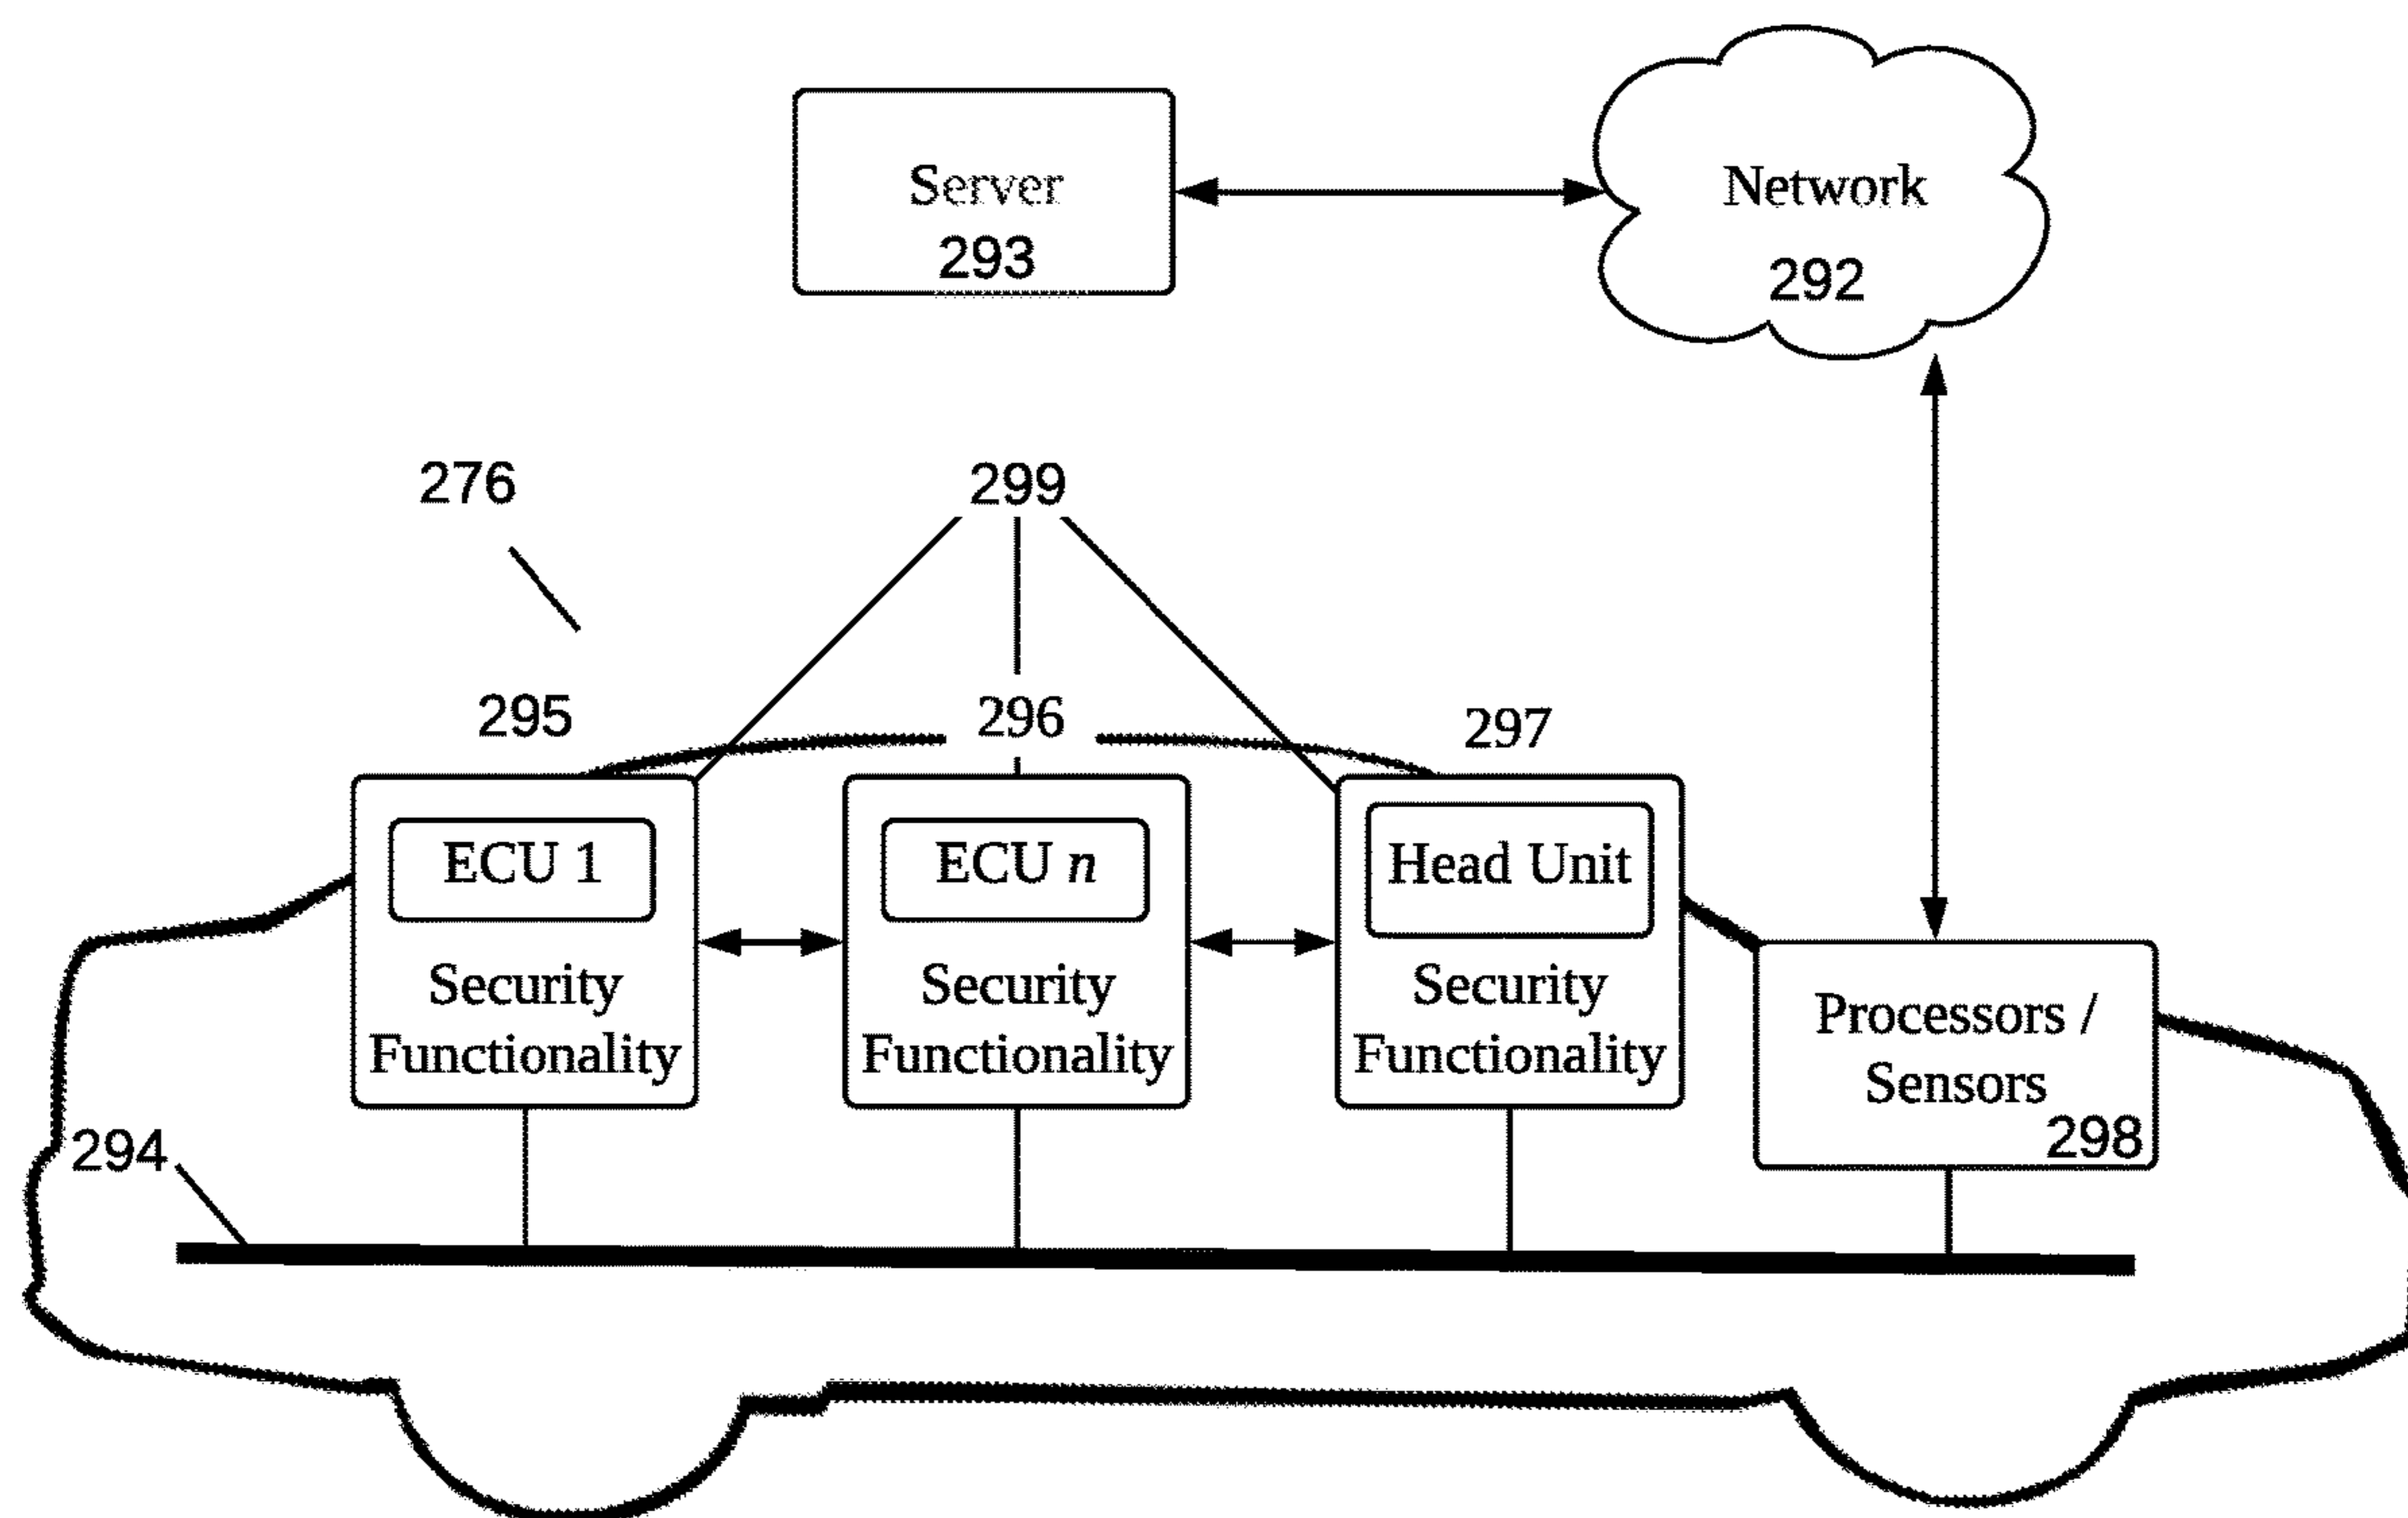 Server
293
Network
292
276
299
295
296
297
ECU 1
Security
Functionality
ECU n
Security
Functionality
Head Unit
Security
Functionality
Processors /
Sensors
298
294